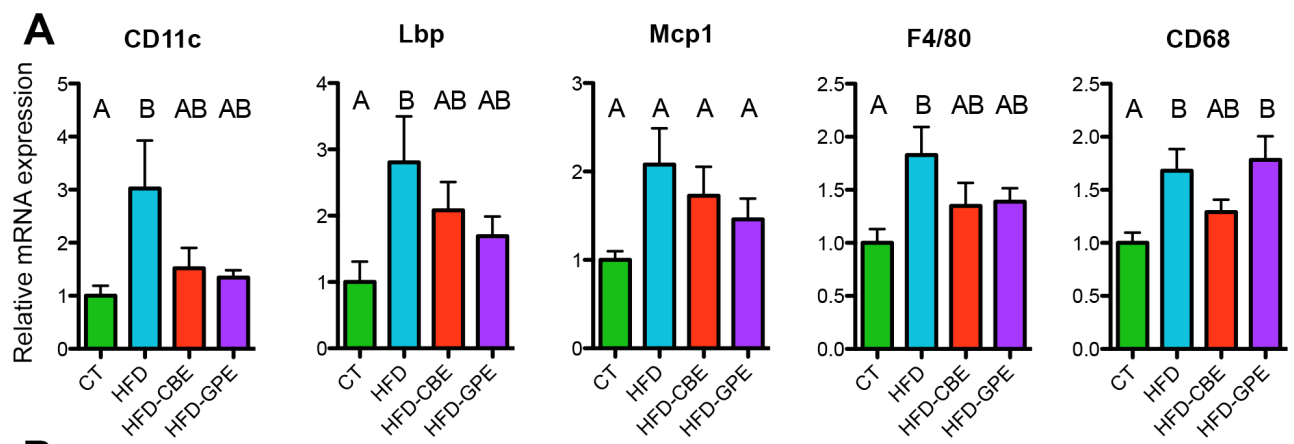 A
CD11c Lbp Mcp1 F4/80 CD68
Relative mRNA expression
5 4 3 2 1 0
A B AB AB
CT HFD HFD-CBE HFD-GPE
4 3 2 1 0
A B AB AB
CT HFD HFD-CBE HFD-GPE
3 2 1 0
A A A A
CT HFD HFD-CBE HFD-GPE
2.5 2.0 1.5 1.0 0.5 0.0
A B AB AB
CT HFD HFD-CBE HFD-GPE
2.5 2.0 1.5 1.0 0.5 0.0
A B AB B
CT HFD HFD-CBE HFD-GPE